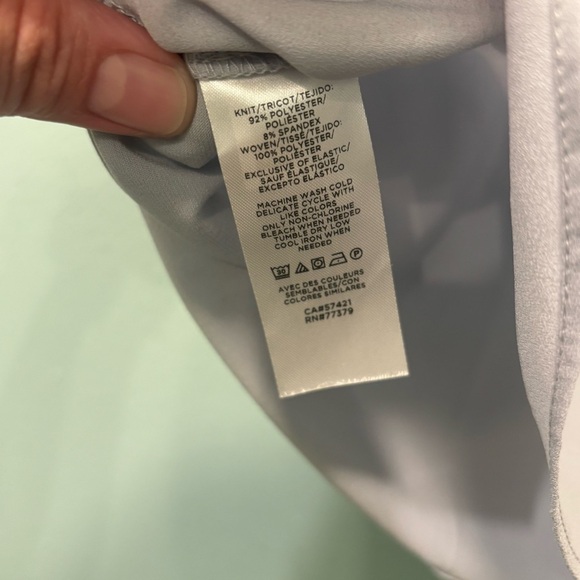 KNIT/TRICOT/TEJIDO:
92% POLYESTER/
POLIÉSTER
8% SPANDEX
WOVEN/TISSÉ/TEJIDO:
100% POLYESTER/
POLIÉSTER
EXCLUSIVE OF ELASTIC/
SAUF ÉLASTIQUE/
EXCEPTO ELÁSTICO
MACHINE WASH COLD
DELICATE CYCLE WITH
LIKE COLORS
ONLY NON-CHLORINE
BLEACH WHEN NEEDED
TUMBLE DRY LOW
COOL IRON WHEN
NEEDED
30 P
AVEC DES COULEURS
SEMBLABLES/CON
COLORES SIMILARES
CA#57421
RN#77379